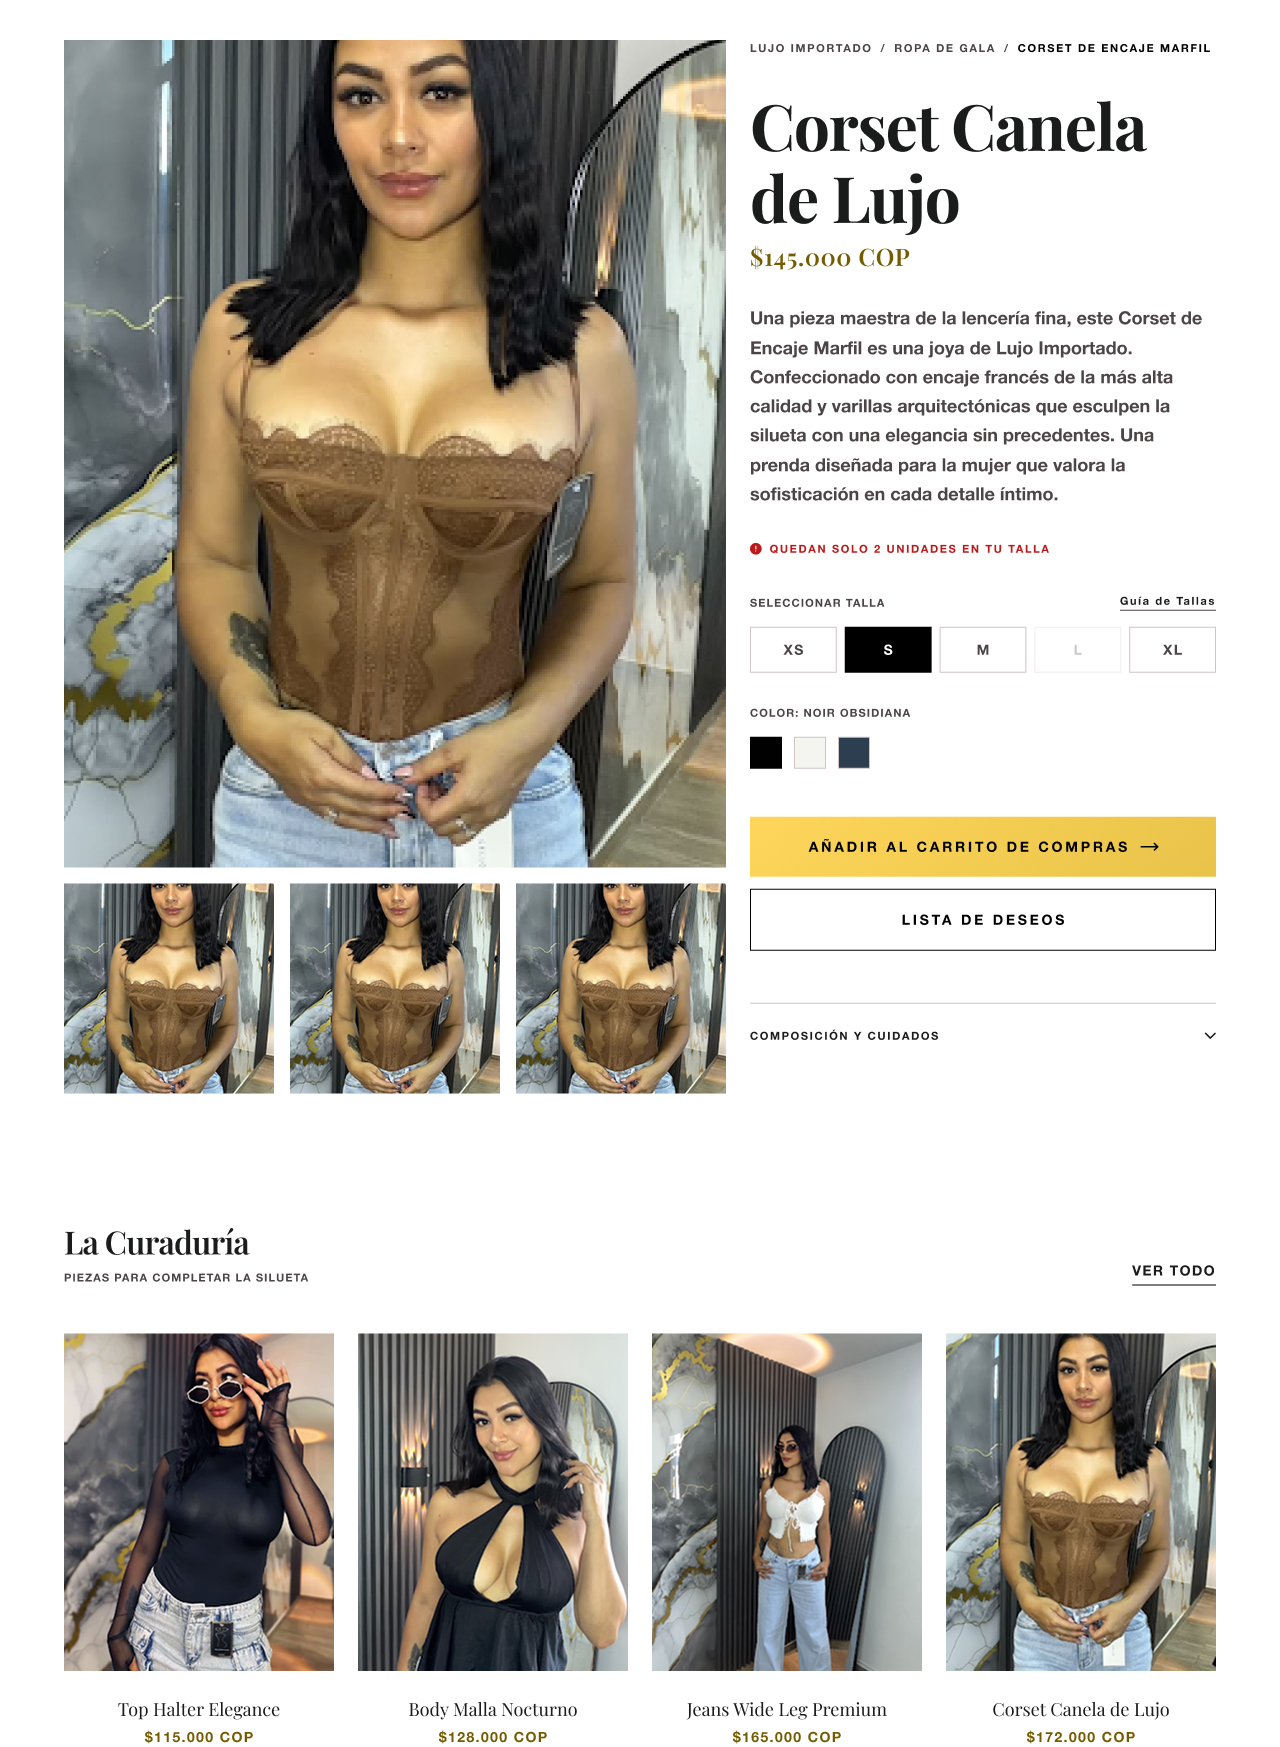 LUJO IMPORTADO / ROPA DE GALA / CORSET DE ENCAJE MARFIL
Corset Canela
de Lujo
$145.000 COP
Una pieza maestra de la lencería fina, este Corset de
Encaje Marfil es una joya de Lujo Importado.
Confeccionado con encaje francés de la más alta
calidad y varillas arquitectónicas que esculpen la
silueta con una elegancia sin precedentes. Una
prenda diseñada para la mujer que valora la
sofisticación en cada detalle íntimo.
QUEDAN SOLO 2 UNIDADES EN TU TALLA
SELECCIONAR TALLA Guía de Tallas
XS S M L XL
COLOR: NOIR OBSIDIANA
AÑADIR AL CARRITO DE COMPRAS →
LISTA DE DESEOS
COMPOSICIÓN Y CUIDADOS
La Curaduría
PIEZAS PARA COMPLETAR LA SILUETA
VER TODO
Top Halter Elegance
$115.000 COP
Body Malla Nocturno
$128.000 COP
Jeans Wide Leg Premium
$165.000 COP
Corset Canela de Lujo
$172.000 COP